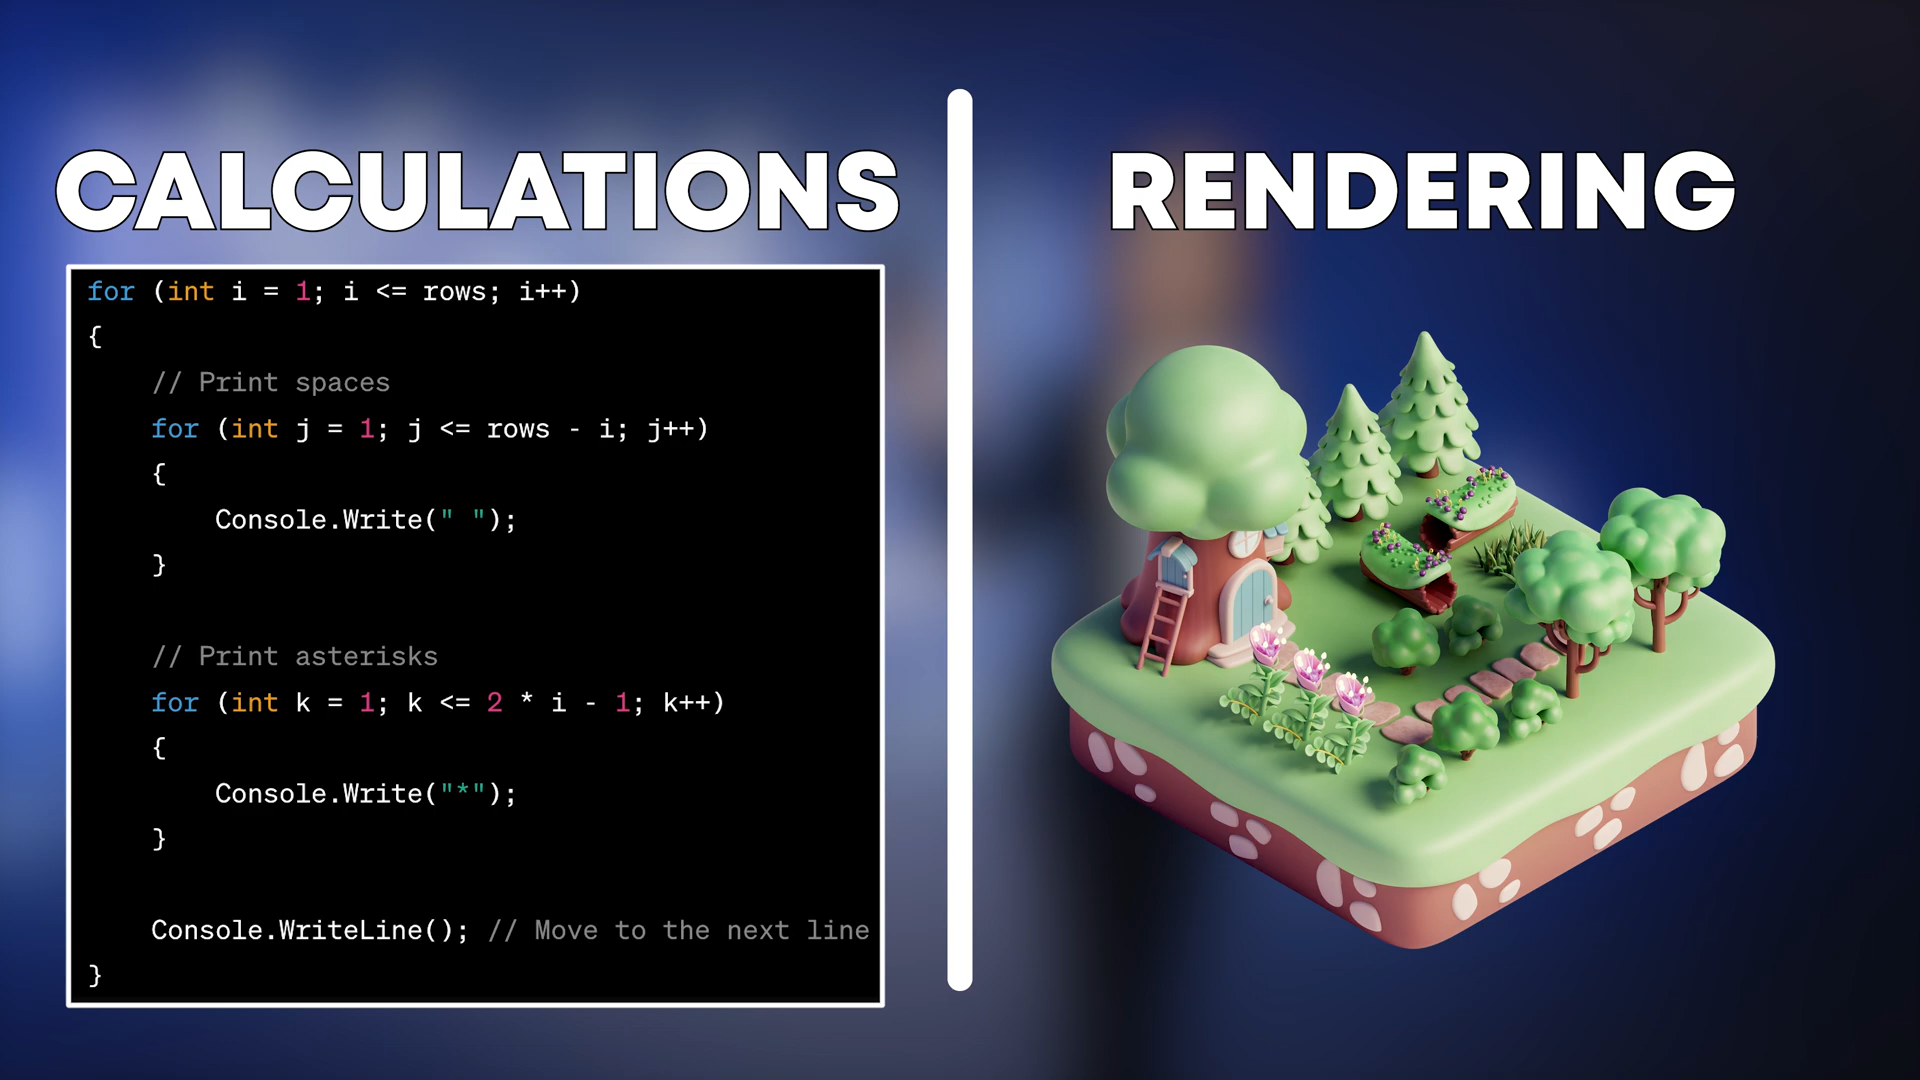 CALCULATIONS
for (int i = 1; i <= rows; i++)
{
    // Print spaces
    for (int j = 1; j <= rows - i; j++)
    {
        Console.Write(" ");
    }
    // Print asterisks
    for (int k = 1; k <= 2 * i - 1; k++)
    {
        Console.Write("*");
    }
    Console.WriteLine(); // Move to the next line
}
RENDERING